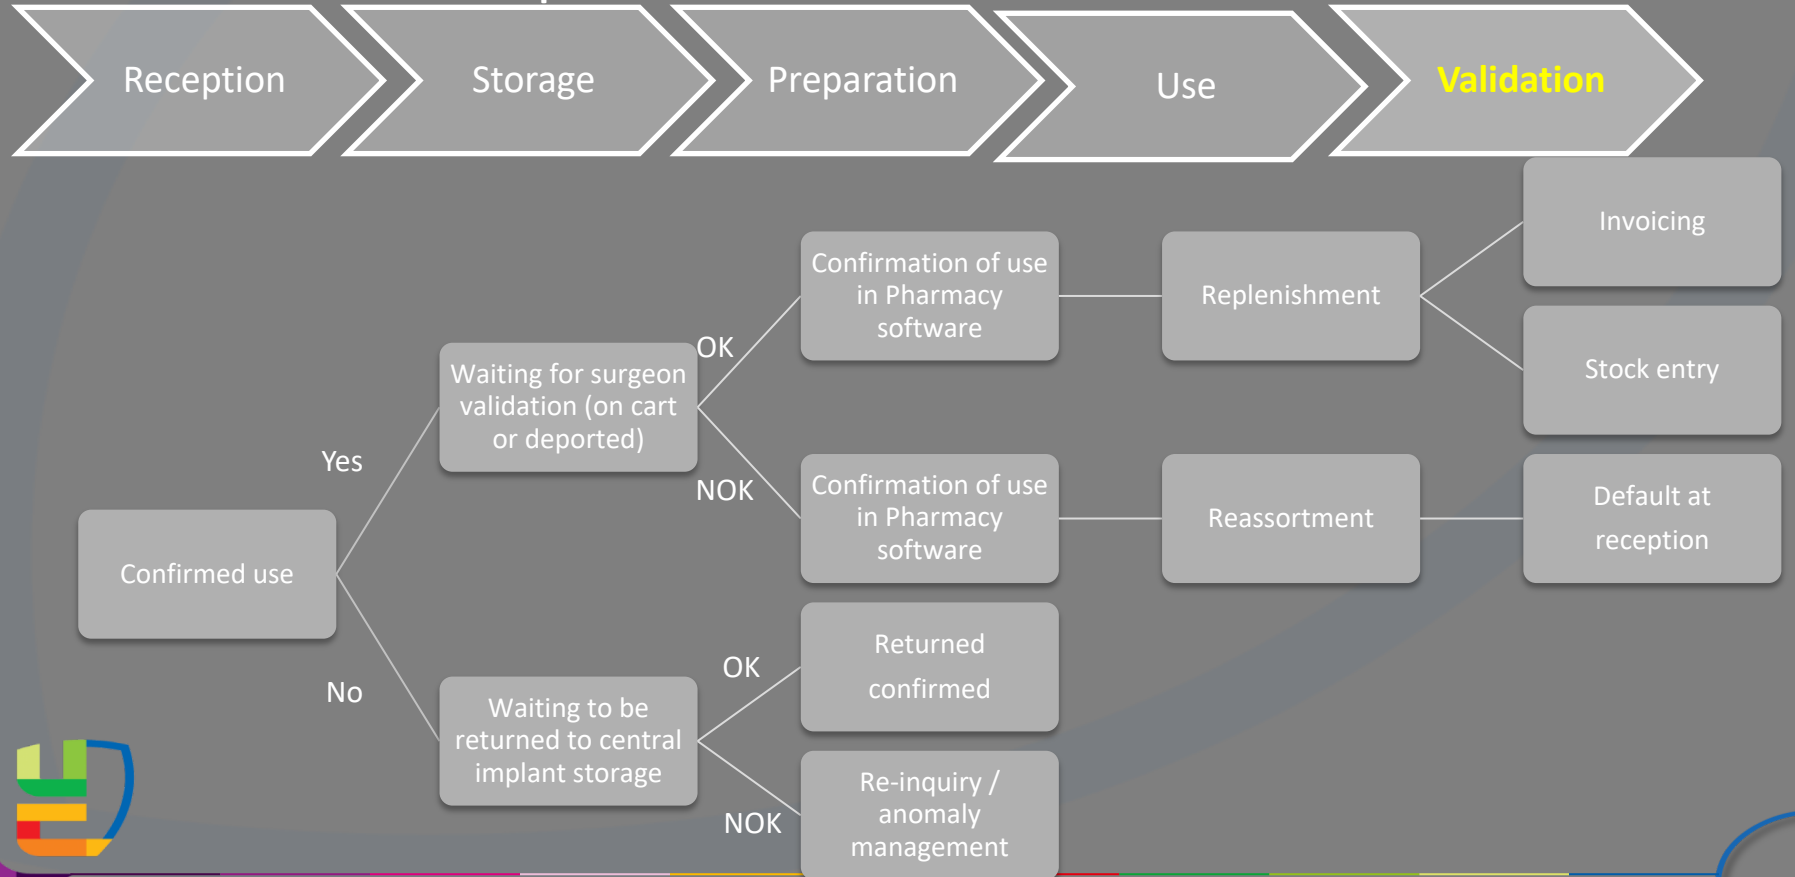 Reception
Storage
Preparation
Use
Validation
Invoicing
Confirmation of use
in Pharmacy
software
Replenishment
Stock entry
OK
Waiting for surgeon
validation (on cart
or deported)
Yes
NOK
Confirmation of use
in Pharmacy
software
Reassortment
Default at
reception
Confirmed use
No
Waiting to be
returned to central
implant storage
OK
Returned
confirmed
NOK
Re-inquiry /
anomaly
management